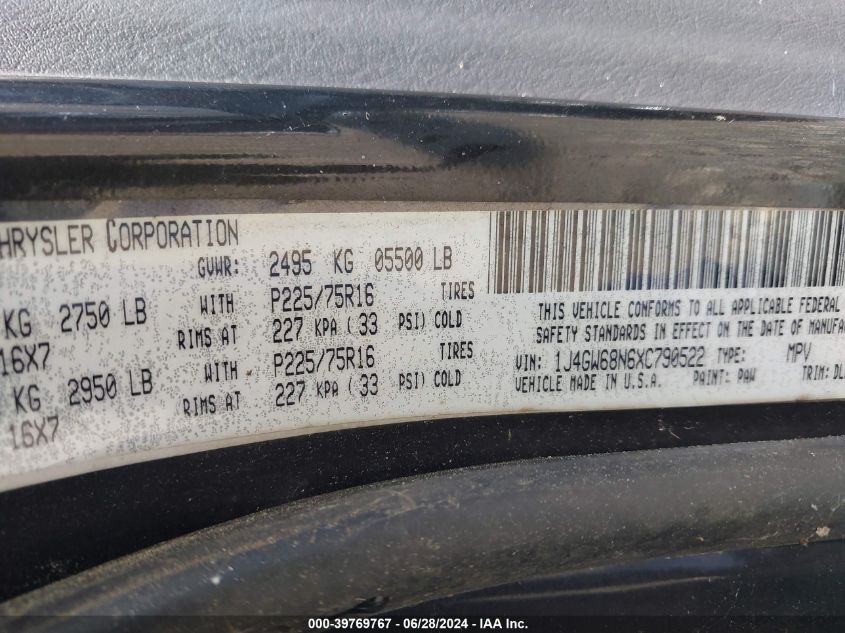 HRYSLER CORPORATION
GVWR: 2495 KG 05500 LB
KG 2750 LB WITH P225/75R16 TIRES
16X7 RIMS AT 227 KPA ( 33 PSI) COLD
KG 2950 LB WITH P225/75R16 TIRES
16X7 RIMS AT 227 KPA ( 33 PSI) COLD
THIS VEHICLE CONFORMS TO ALL APPLICABLE FEDERAL
SAFETY STANDARDS IN EFFECT ON THE DATE OF MANUFA
VIN: 1J4GW68N6XC790522 TYPE: MPV
VEHICLE MADE IN U.S.A. PAINT: PAW TRIM: DL
000-39769767 | 06/28/2024 - IAA Inc.